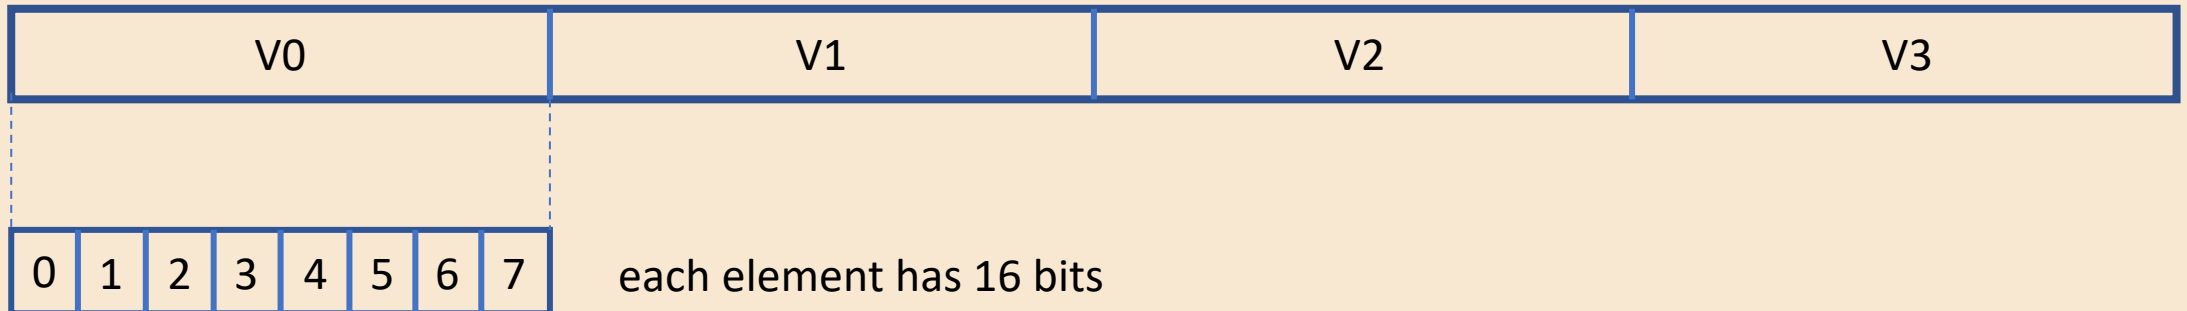 V0 V1 V2 V3
0 1 2 3 4 5 6 7 each element has 16 bits